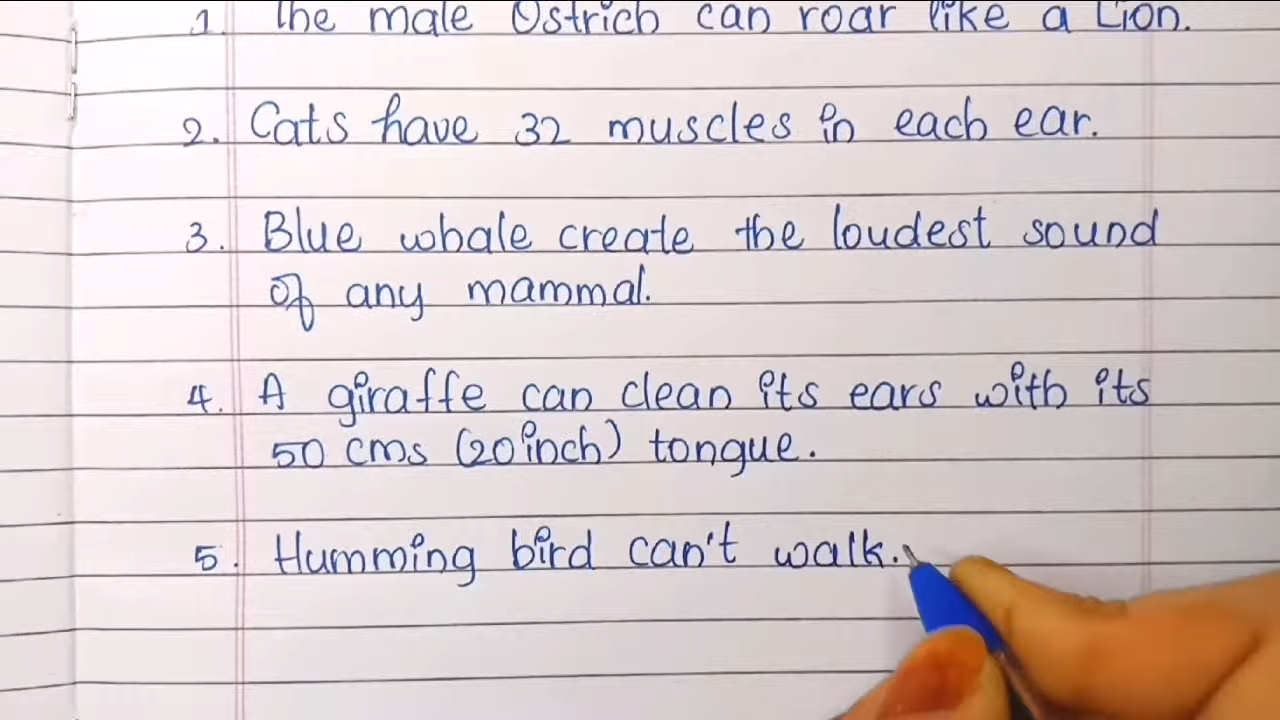 1. The male Ostrich can roar like a Lion.
2. Cats have 32 muscles in each ear.
3. Blue whale create the loudest sound
of any mammal.
4. A giraffe can clean its ears with its
50 cms (20 inch) tongue.
5. Humming bird can't walk.